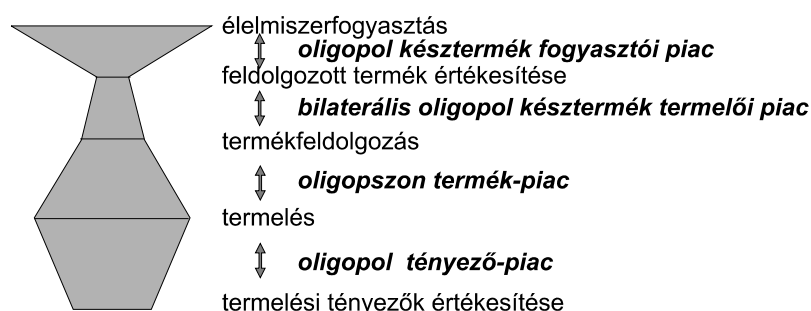 élelmiszerfogyasztás
oligopol késztermék fogyasztói piac
feldolgozott termék értékesítése
bilaterális oligopol késztermék termelői piac
termékfeldolgozás
oligopszon termék-piac
termelés
oligopol tényező-piac
termelési ténvezők értékesítése